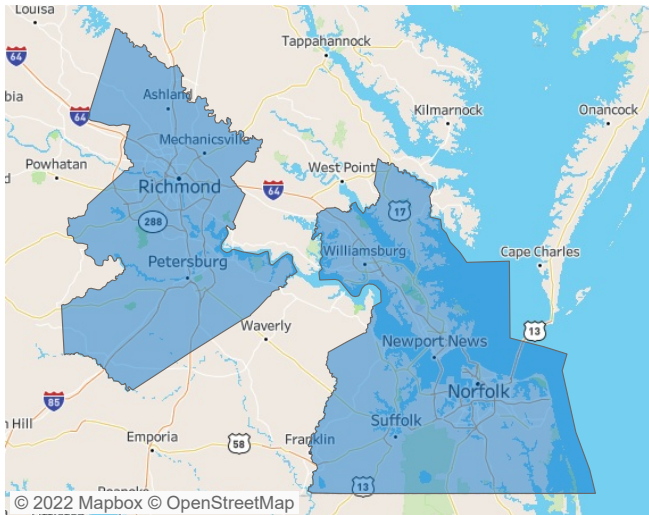 Louisa
64
Tappahannock
Ashland
64
bia
Kilmarnock
Onancock
Mechanicsville
Powhatan
West Point
d
Richmond
64
17
288
Williamsburg
Cape Charles
Petersburg
Waverly
13
Newport News
Norfolk
85
Suffolk
n Hill
Emporia
58
Franklin
13
© 2022 Mapbox © OpenStreetMap